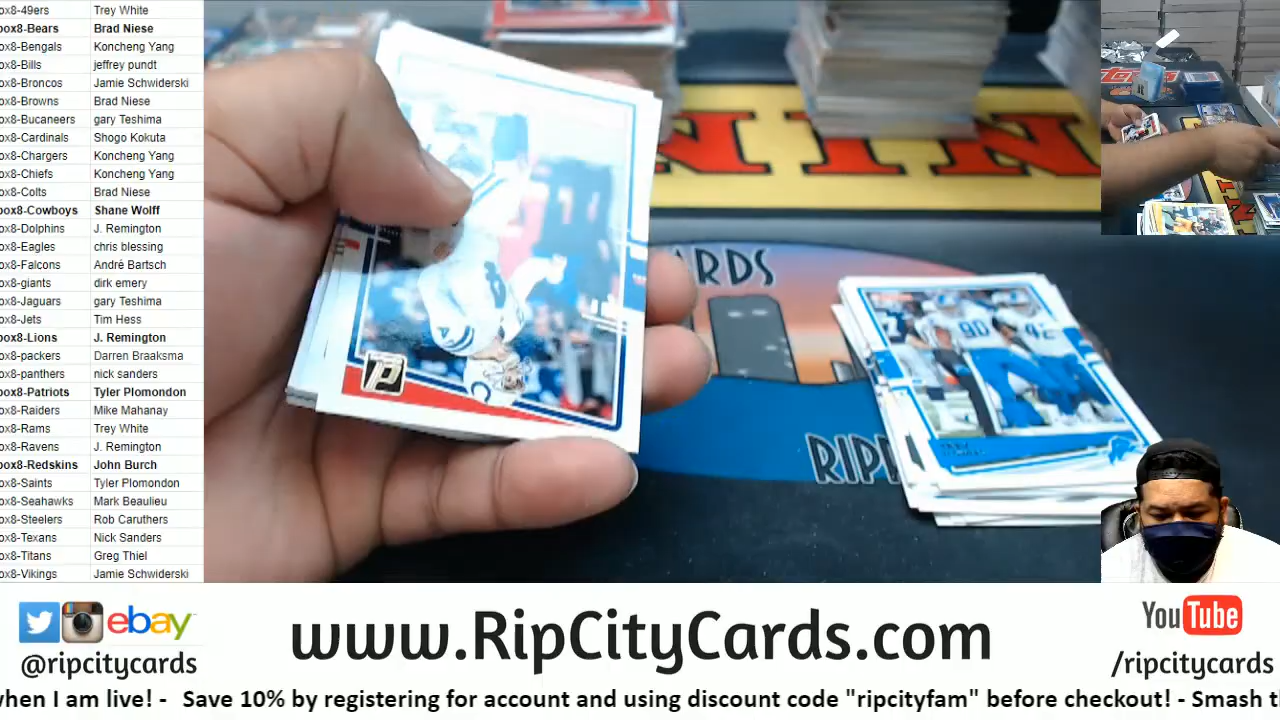 ox8-49ers Trey White
box8-Bears Brad Niese
ox8-Bengals Koncheng Yang
ox8-Bills jeffrey pundt
ox8-Broncos Jamie Schwiderski
ox8-Browns Brad Niese
ox8-Bucaneers gary Teshima
ox8-Cardinals Shogo Kokuta
ox8-Chargers Koncheng Yang
ox8-Chiefs Koncheng Yang
ox8-Colts Brad Niese
box8-Cowboys Shane Wolff
ox8-Dolphins J. Remington
ox8-Eagles chris blessing
ox8-Falcons André Bartsch
ox8-giants dirk emery
ox8-Jaguars gary Teshima
ox8-Jets Tim Hess
box8-Lions J. Remington
ox8-packers Darren Braaksma
ox8-panthers nick sanders
box8-Patriots Tyler Plomondon
ox8-Raiders Mike Mahanay
ox8-Rams Trey White
ox8-Ravens J. Remington
box8-Redskins John Burch
ox8-Saints Tyler Plomondon
ox8-Seahawks Mark Beaulieu
ox8-Steelers Rob Caruthers
ox8-Texans Nick Sanders
ox8-Titans Greg Thiel
ox8-Vikings Jamie Schwiderski
NIN
ARDS
RIPP
90
42
ebay
@ripcitycards
www.RipCityCards.com
YouTube
/ripcitycards
when I am live! - Save 10% by registering for account and using discount code "ripcityfam" before checkout! - Smash t